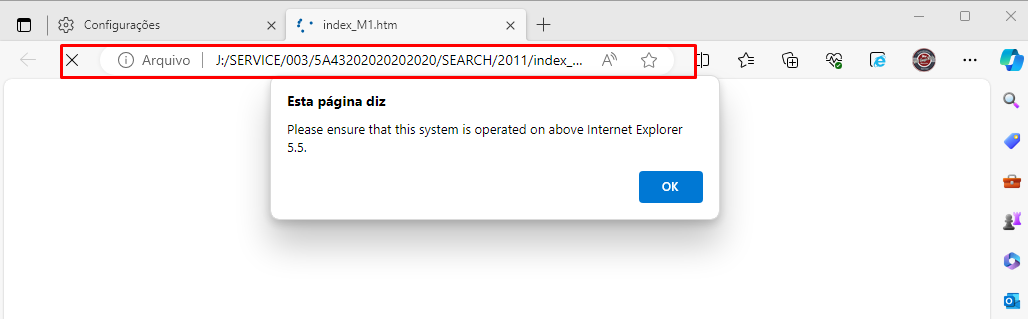 Configurações
index_M1.htm
Arquivo
J:/SERVICE/003/5A43202020202020/SEARCH/2011/index_...
Esta página diz
Please ensure that this system is operated on above Internet Explorer
5.5.
OK